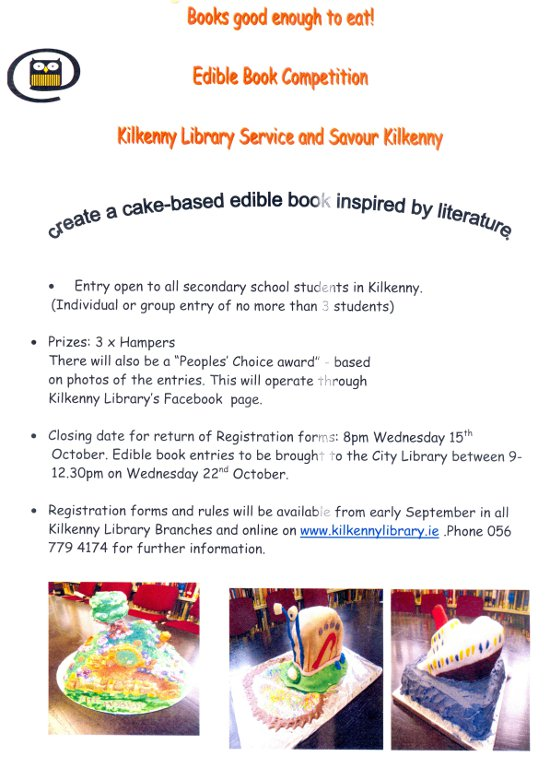 Books good enough to eat!
Edible Book Competition
Kilkenny Library Service and Savour Kilkenny
create a cake-based edible book inspired by literature.
• Entry open to all secondary school students in Kilkenny.
(Individual or group entry of no more than 3 students)
• Prizes: 3 x Hampers
There will also be a “Peoples’ Choice award” - based
on photos of the entries. This will operate through
Kilkenny Library’s Facebook page.
• Closing date for return of Registration forms: 8pm Wednesday 15th
October. Edible book entries to be brought to the City Library between 9-
12.30pm on Wednesday 22nd October.
• Registration forms and rules will be available from early September in all
Kilkenny Library Branches and online on www.kilkennylibrary.ie .Phone 056
779 4174 for further information.